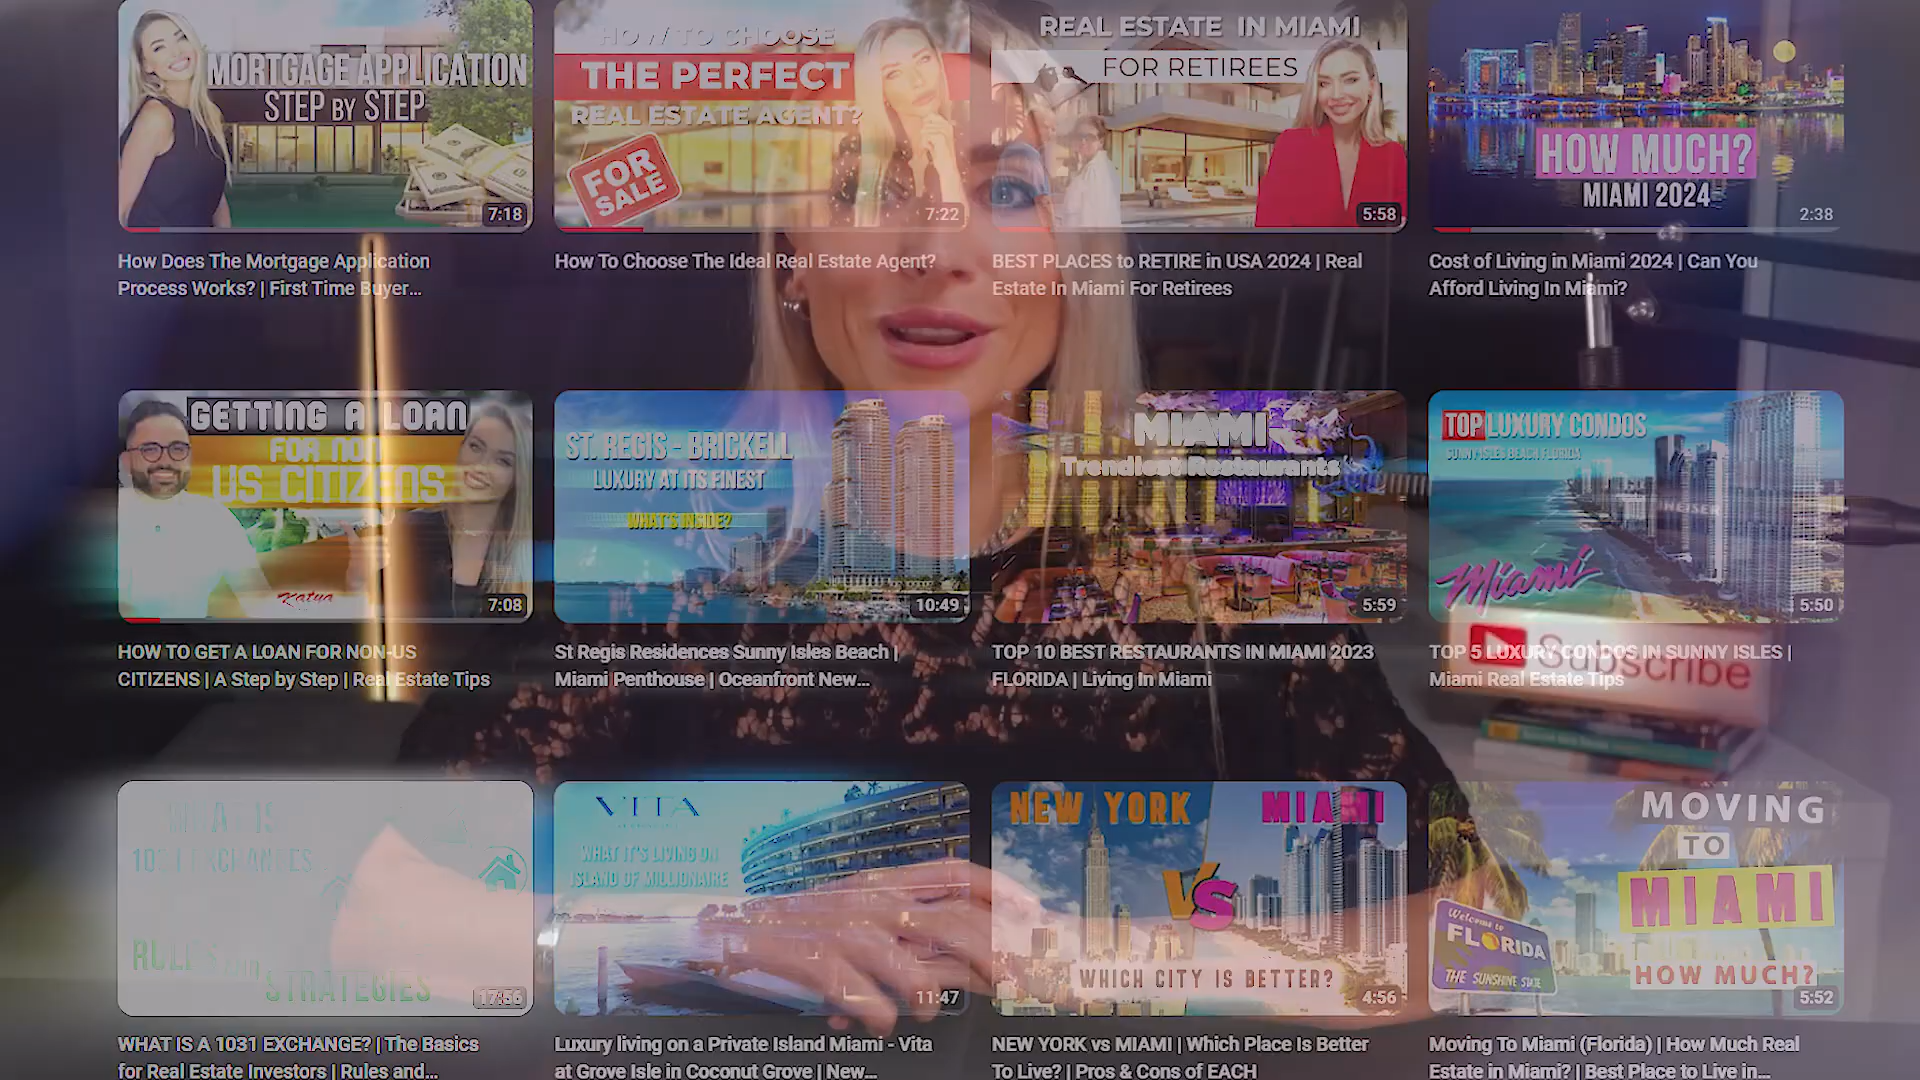 MORTGAGE APPLICATION
STEP BY STEP
7:18
HOW TO CHOOSE
THE PERFECT
REAL ESTATE AGENT?
FOR SALE
7:22
REAL ESTATE IN MIAMI
FOR RETIREES
5:58
HOW MUCH?
MIAMI 2024
2:38
How Does The Mortgage Application
Process Works? | First Time Buyer...
How To Choose The Ideal Real Estate Agent?
BEST PLACES to RETIRE in USA 2024 | Real
Estate In Miami For Retirees
Cost of Living in Miami 2024 | Can You
Afford Living In Miami?
GETTING A LOAN
FOR NON
US CITIZENS
Katya
7:08
ST. REGIS - BRICKELL
LUXURY AT ITS FINEST
WHAT'S INSIDE?
10:49
MIAMI
Trendiest Restaurants
5:59
TOP LUXURY CONDOS
SUNNY ISLES BEACH FLORIDA
Miami
5:50
HOW TO GET A LOAN FOR NON-US
CITIZENS | A Step by Step | Real Estate Tips
St Regis Residences Sunny Isles Beach |
Miami Penthouse | Oceanfront New...
TOP 10 BEST RESTAURANTS IN MIAMI 2023
FLORIDA | Living In Miami
TOP 5 LUXURY CONDOS IN SUNNY ISLES |
Miami Real Estate Tips
Subscribe
WHAT IS
1031 EXCHANGES
RULES AND
STRATEGIES
17:56
VITA
WHAT IT'S LIVING ON
ISLAND OF MILLIONAIRE
11:47
NEW YORK MIAMI
VS
WHICH CITY IS BETTER?
4:56
MOVING
TO
MIAMI
HOW MUCH?
Welcome to
FLORIDA
THE SUNSHINE STATE
5:52
WHAT IS A 1031 EXCHANGE? | The Basics
for Real Estate Investors | Rules and...
Luxury living on a Private Island Miami - Vita
at Grove Isle in Coconut Grove | New...
NEW YORK vs MIAMI | Which Place Is Better
To Live? | Pros & Cons of EACH
Moving To Miami (Florida) | How Much Real
Estate in Miami? | Best Place to Live in...